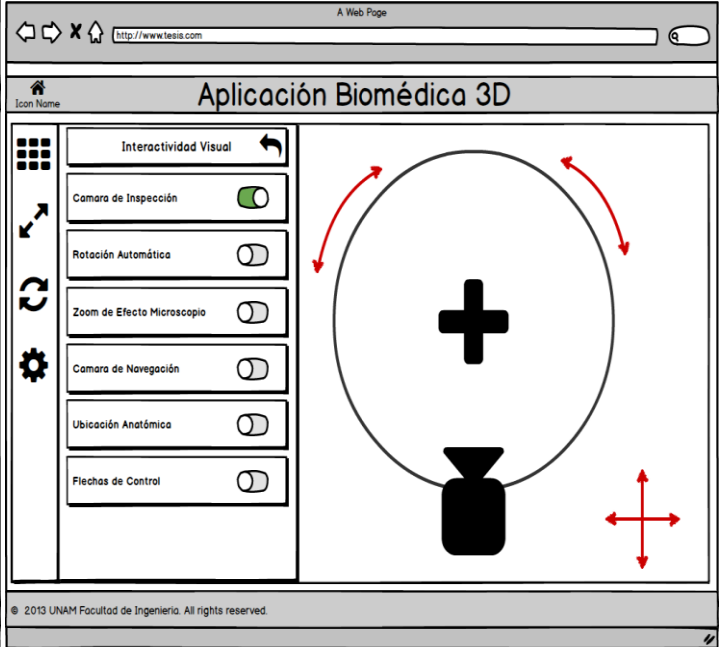 A Web Page
http://www.tesis.com
Icon Name
Aplicación Biomédica 3D
Interactividad Visual
Camara de Inspección
Rotación Automática
Zoom de Efecto Microscopio
Camara de Navegación
Ubicación Anatómica
Flechas de Control
© 2013 UNAM Facultad de Ingenieria. All rights reserved.